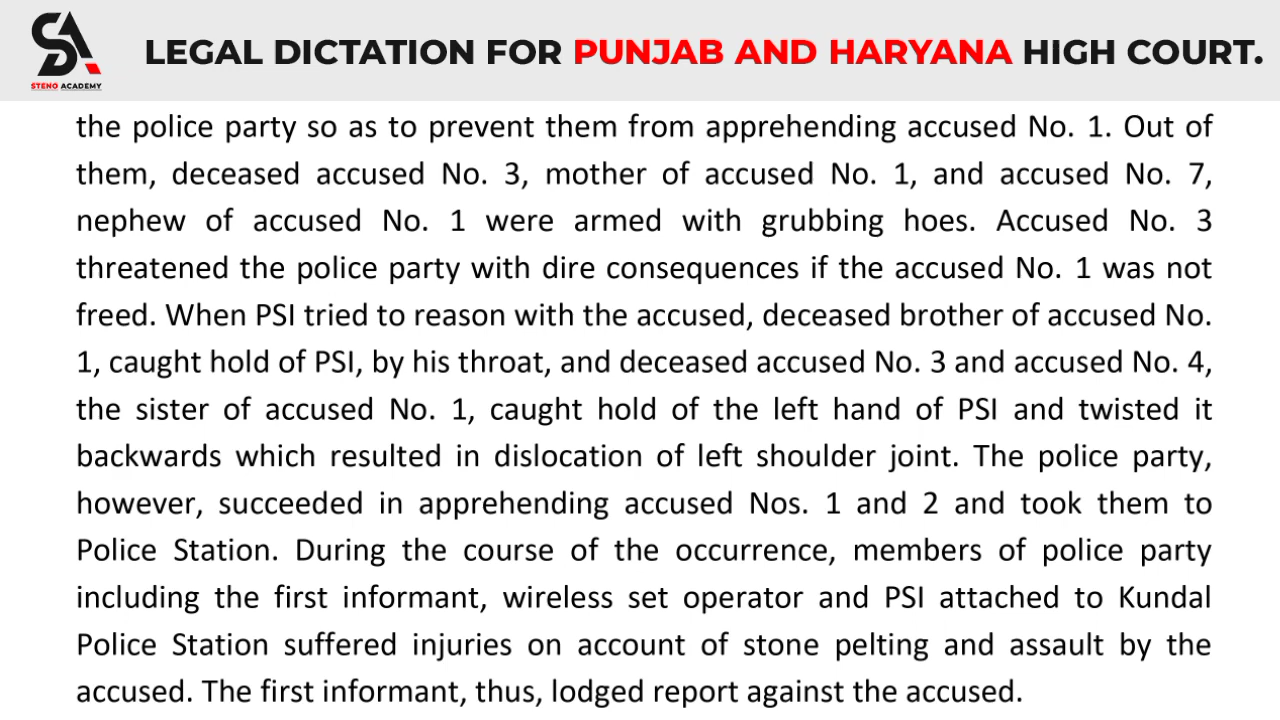 STENO ACADEMY
LEGAL DICTATION FOR PUNJAB AND HARYANA HIGH COURT.
the police party so as to prevent them from apprehending accused No. 1. Out of
them, deceased accused No. 3, mother of accused No. 1, and accused No. 7,
nephew of accused No. 1 were armed with grubbing hoes. Accused No. 3
threatened the police party with dire consequences if the accused No. 1 was not
freed. When PSI tried to reason with the accused, deceased brother of accused No.
1, caught hold of PSI, by his throat, and deceased accused No. 3 and accused No. 4,
the sister of accused No. 1, caught hold of the left hand of PSI and twisted it
backwards which resulted in dislocation of left shoulder joint. The police party,
however, succeeded in apprehending accused Nos. 1 and 2 and took them to
Police Station. During the course of the occurrence, members of police party
including the first informant, wireless set operator and PSI attached to Kundal
Police Station suffered injuries on account of stone pelting and assault by the
accused. The first informant, thus, lodged report against the accused.